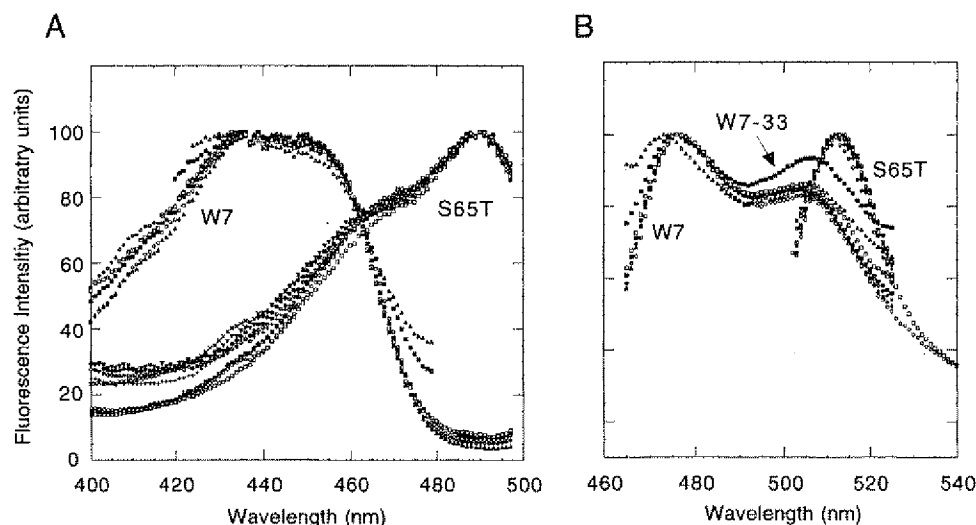 A
B
Fluorescence Intensitiy (arbitratry units)
100
80
60
40
20
0
W7
S65T
400
420
440
460
480
500
Wavelength (nm)
W7-33
S65T
W7
460
480
500
520
540
Wavelength (nm)